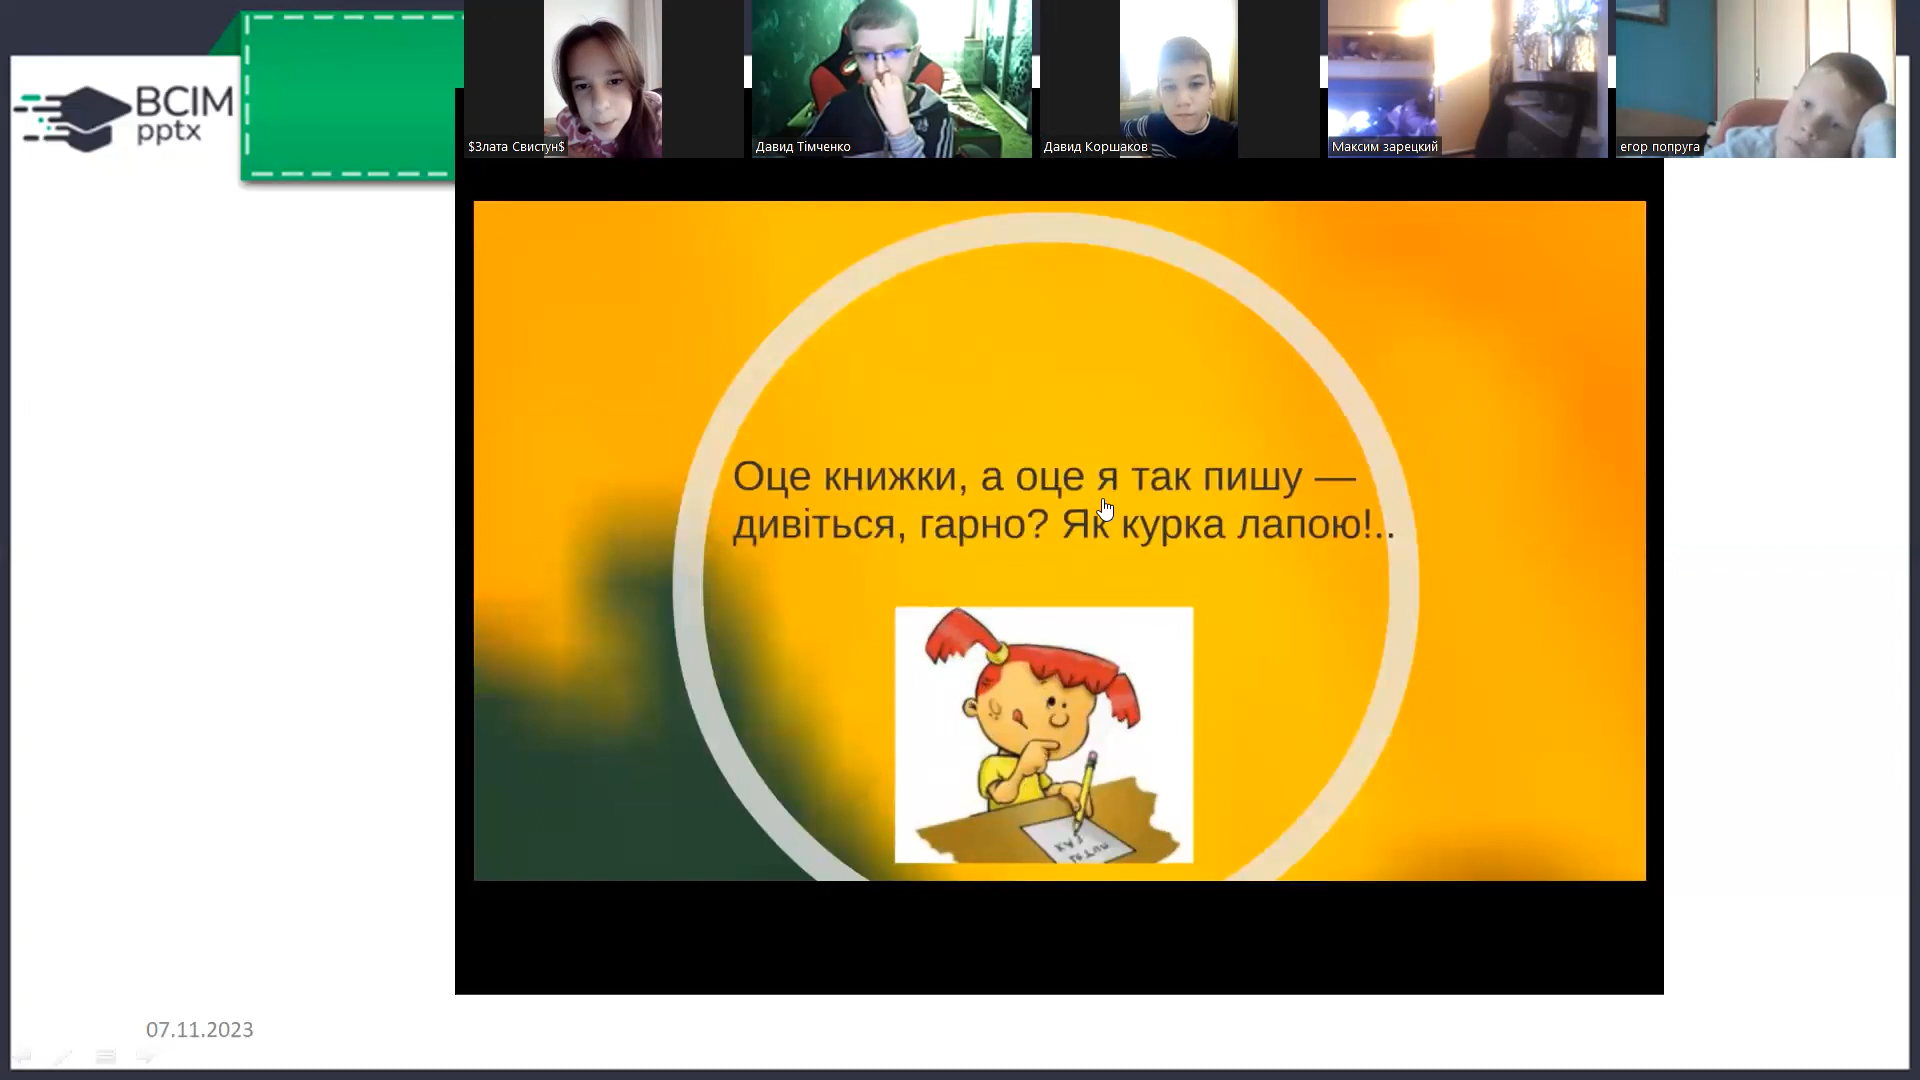 BCIM
pptx
$Злата Свистун$
Давид Тімченко
Давид Коршаков
Максим зарецкий
егор попруга
Оце книжки, а оце я так пишу —
дивіться, гарно? Як курка лапою!..
07.11.2023